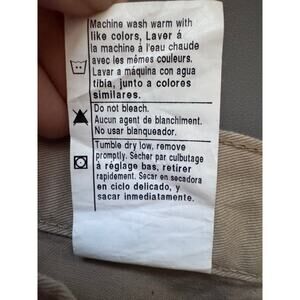 Machine wash warm with
like colors, Laver á
la machine á l'eau chaude
avec les mêmes couleurs.
Lavar a máquina con agua
tibia, junto a colores
similares.
Do not bleach.
Aucun agent de blanchiment.
No usar blanqueador.
Tumble dry low, remove
promptly. Sécher par culbutage
á réglage bas, retirer
rapidement. Secar en secadora
en ciclo delicado, y
sacar inmediatamente.